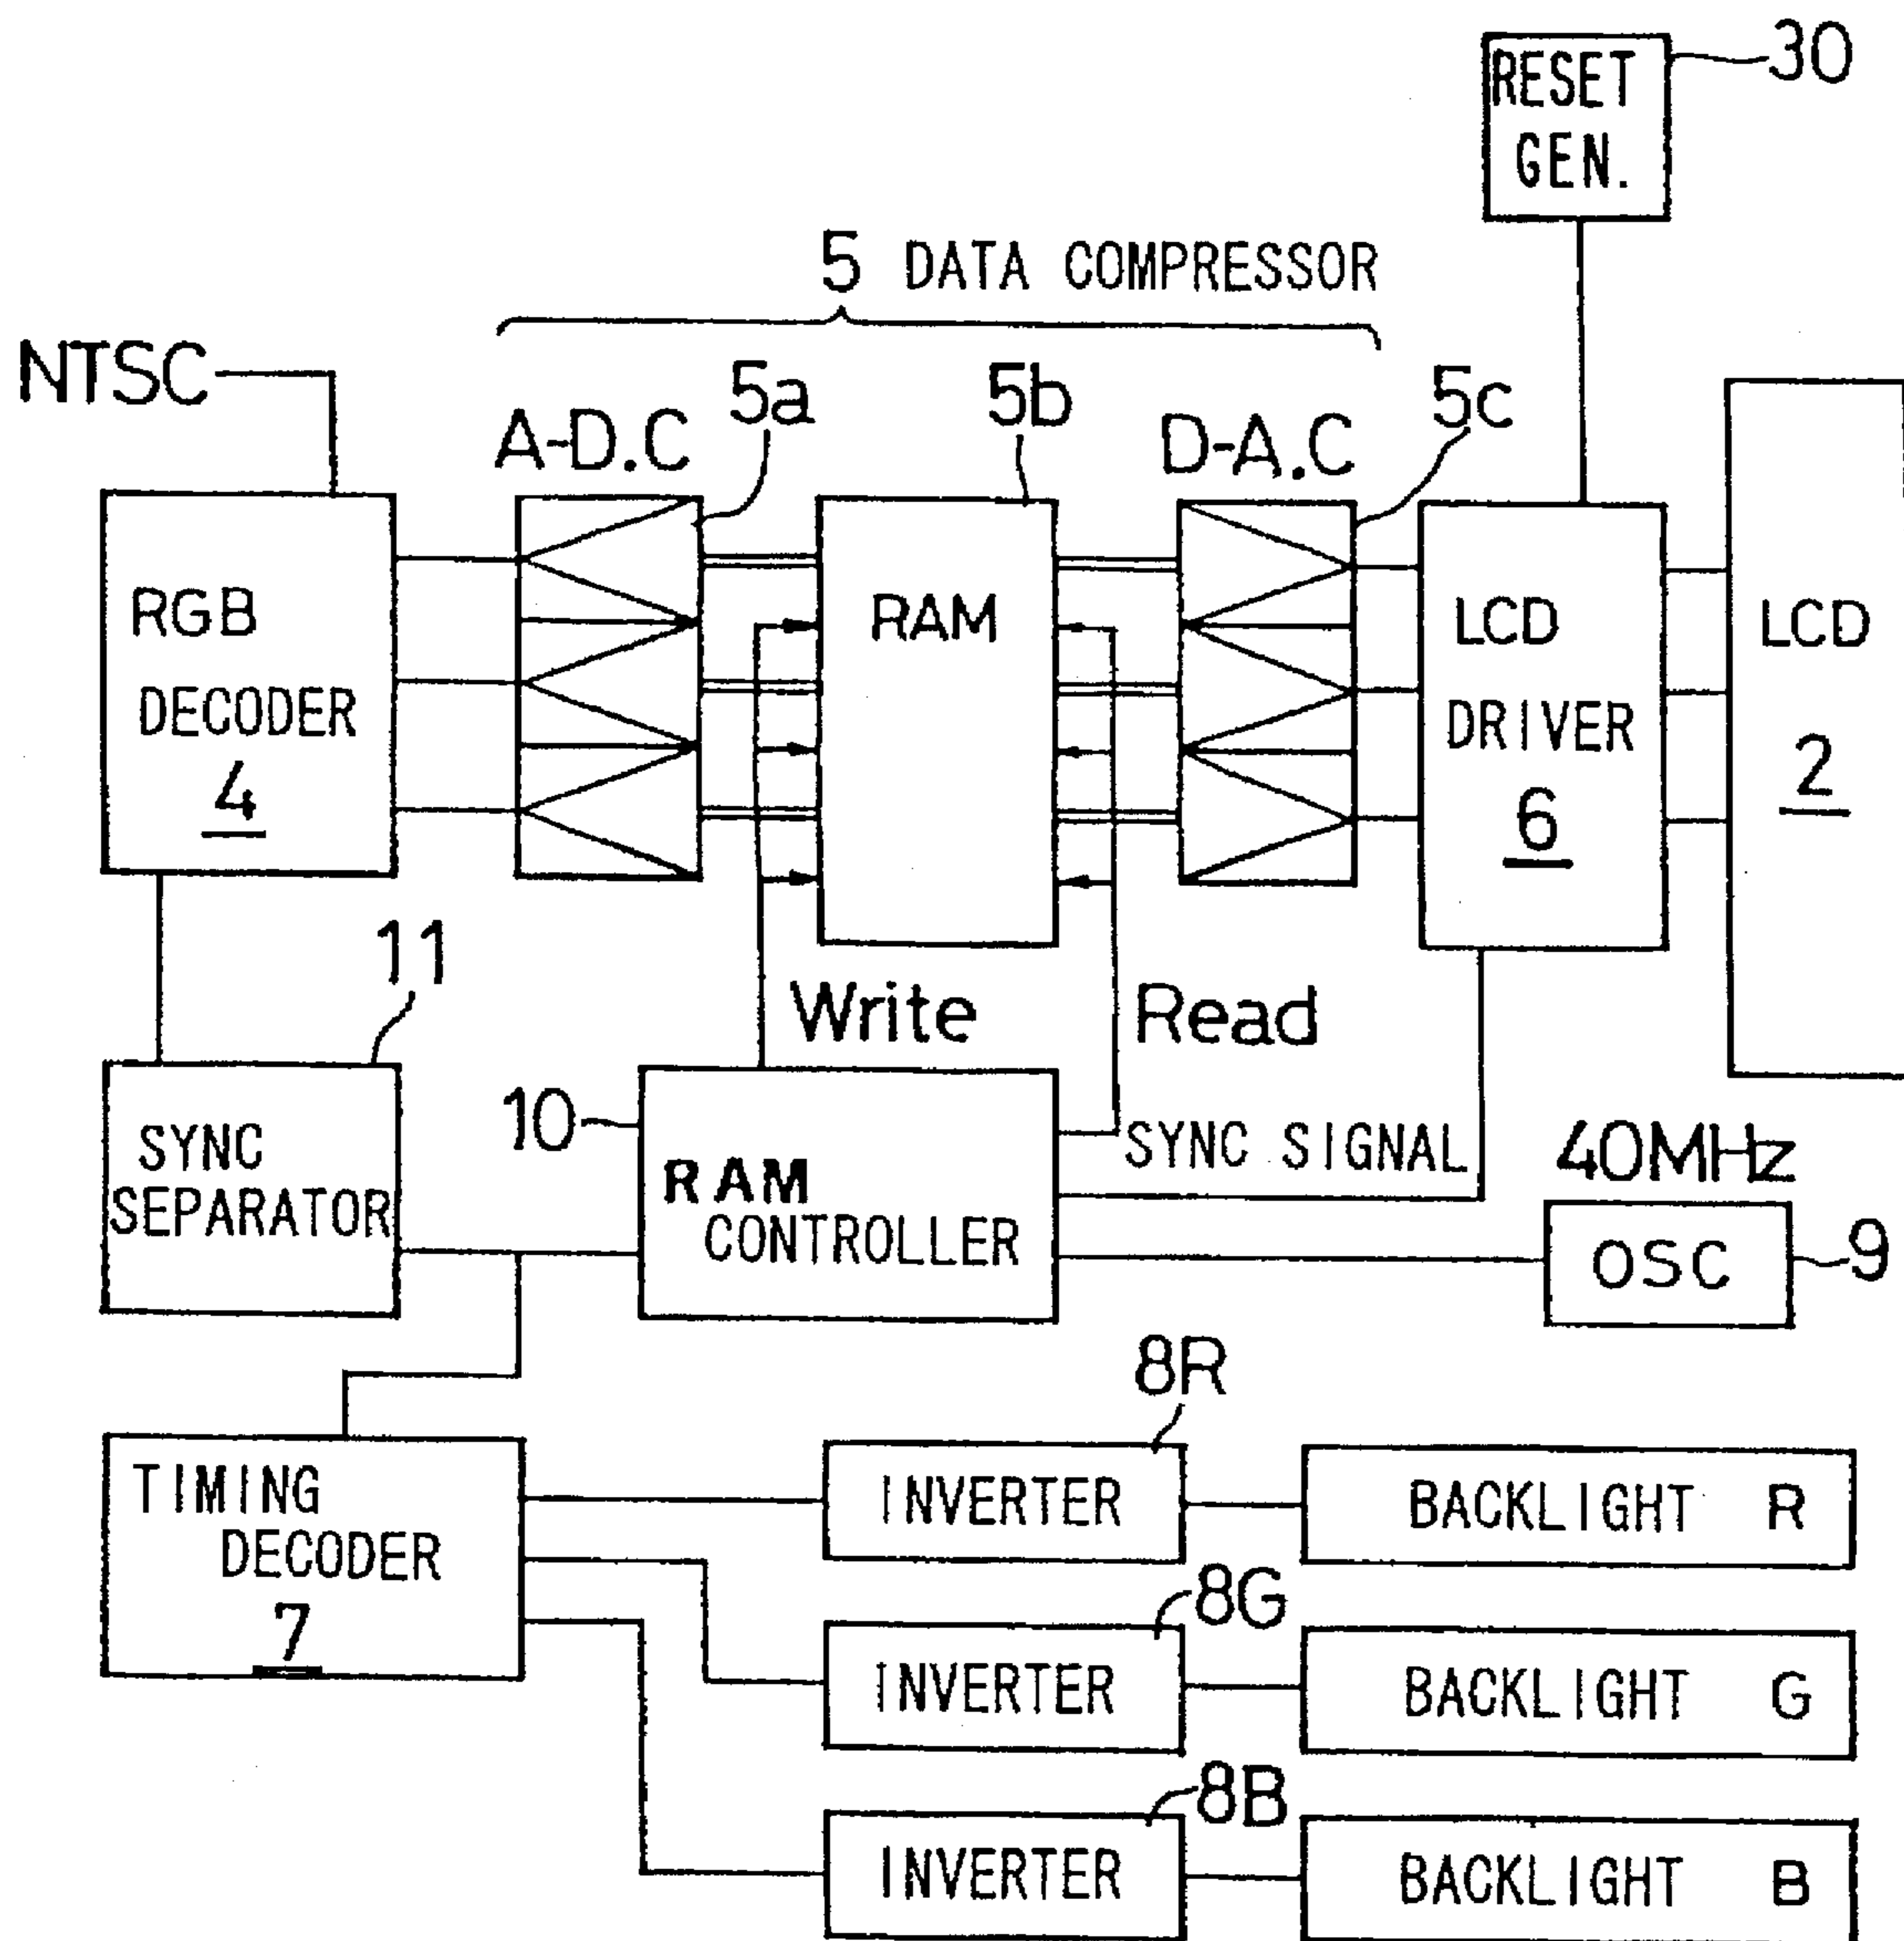 RESET
GEN.
30
5 DATA COMPRESSOR
NTSC
A-D.C
5a
5b
D-A.C
5c
RGB
DECODER
4
RAM
LCD
DRIVER
6
LCD
2
11
Write
Read
10
SYNC
SEPARATOR
RAM
CONTROLLER
SYNC SIGNAL
40MHz
OSC
9
8R
TIMING
DECODER
7
INVERTER
BACKLIGHT R
8G
INVERTER
BACKLIGHT G
8B
INVERTER
BACKLIGHT B